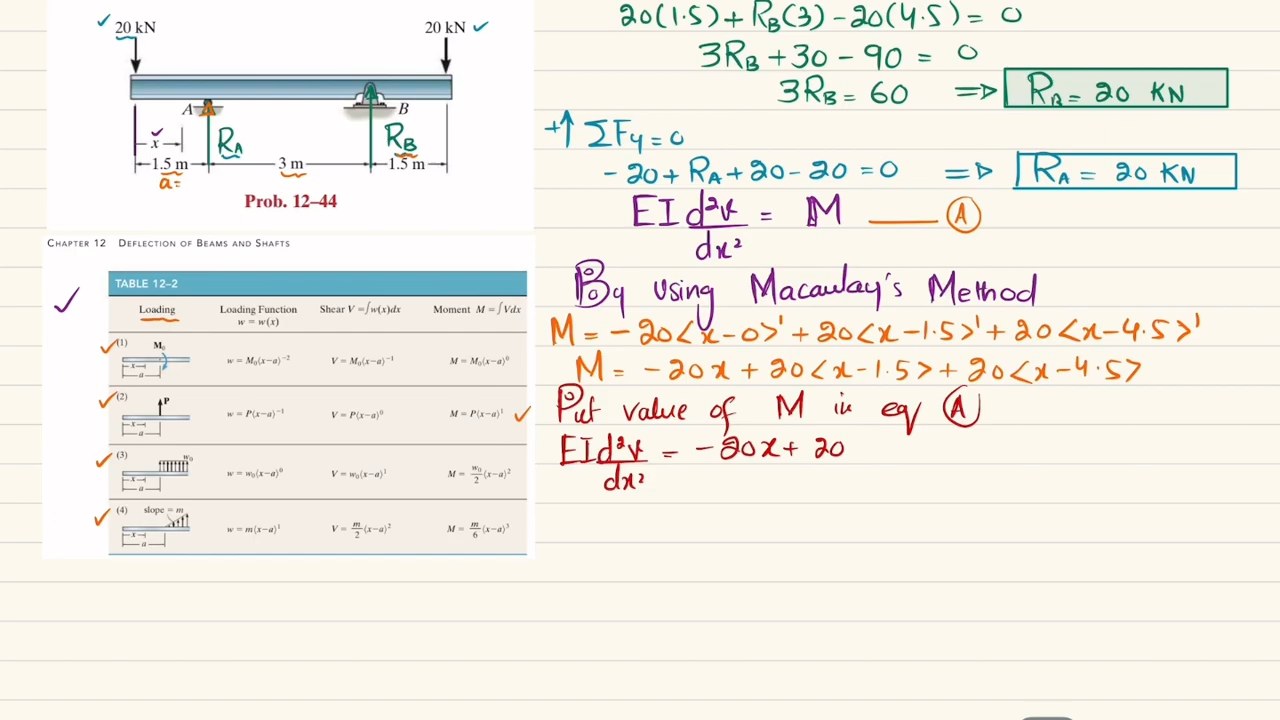 20 kN 20 kN
A B
x R_A R_B
1.5 m 3 m 1.5 m
a=
Prob. 12–44
CHAPTER 12 DEFLECTION OF BEAMS AND SHAFTS
TABLE 12–2
Loading Loading Function w = w(x) Shear V = ∫w(x)dx Moment M = ∫Vdx
(1) M₀ x a w = M₀⟨x−a⟩⁻² V = M₀⟨x−a⟩⁻¹ M = M₀⟨x−a⟩⁰
(2) P x a w = P⟨x−a⟩⁻¹ V = P⟨x−a⟩⁰ M = P⟨x−a⟩¹
(3) w₀ x a w = w₀⟨x−a⟩⁰ V = w₀⟨x−a⟩¹ M = w₀/2⟨x−a⟩²
(4) slope = m x a w = m⟨x−a⟩¹ V = m/2⟨x−a⟩² M = m/6⟨x−a⟩³
20(1.5) + R_B(3) − 20(4.5) = 0
3R_B + 30 − 90 = 0
3R_B = 60 ⇒ R_B = 20 KN
+↑ ΣFy = 0
−20 + R_A + 20 − 20 = 0 ⇒ R_A = 20 KN
EI d²v/dx² = M —— (A)
By using Macaulay's Method
M = −20<x−0>¹ + 20<x−1.5>¹ + 20<x−4.5>¹
M = −20x + 20<x−1.5> + 20<x−4.5>
Put value of M in eq (A)
EI d²v/dx² = −20x + 20